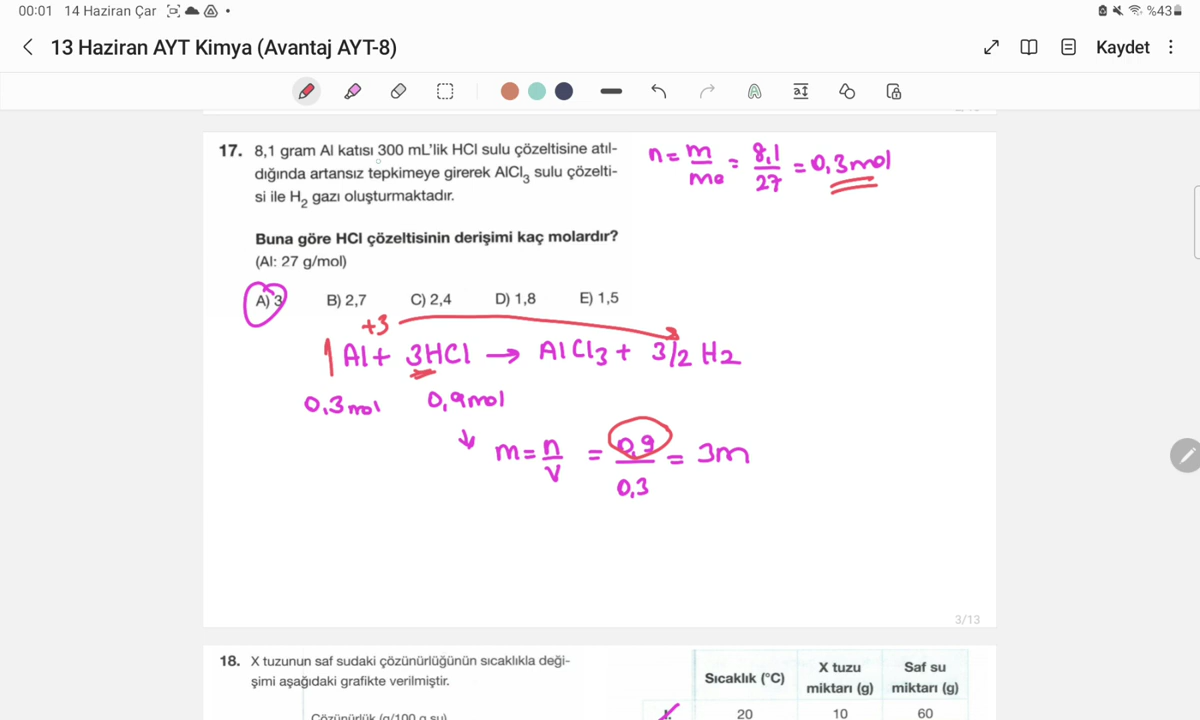 00:01 14 Haziran Çar
%43
13 Haziran AYT Kimya (Avantaj AYT-8)
Kaydet
17. 8,1 gram Al katısı 300 mL'lik HCl sulu çözeltisine atıl-
dığında artansız tepkimeye girerek AlCl3 sulu çözelti-
si ile H2 gazı oluşturmaktadır.
n = m/ma = 8,1/27 = 0,3 mol
Buna göre HCl çözeltisinin derişimi kaç molardır?
(Al: 27 g/mol)
A) 3 B) 2,7 C) 2,4 D) 1,8 E) 1,5
+3
1 Al + 3HCl → AlCl3 + 3/2 H2
0,3 mol 0,9 mol
m = n/v = 0,9/0,3 = 3m
3/13
18. X tuzunun saf sudaki çözünürlüğünün sıcaklıkla deği-
şimi aşağıdaki grafikte verilmiştir.
Çözünürlük (g/100 g su)
Sıcaklık (°C) X tuzu miktarı (g) Saf su miktarı (g)
20 10 60